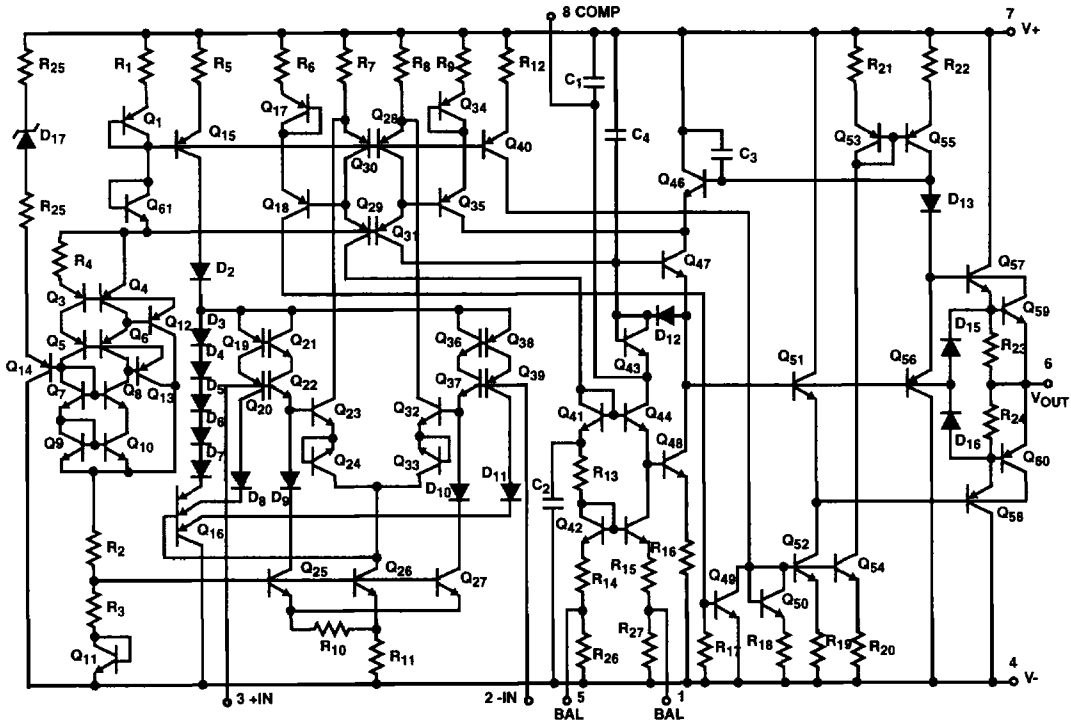 8 COMP
7
V+
R25
R1
R5
R6
R7
R8
R9
R12
C1
R21
R22
Q1
Q17
Q28
Q34
D17
Q15
Q30
Q40
C4
C3
Q53
Q55
R25
Q61
Q18
Q29
Q35
Q46
D13
Q31
R4
D2
Q47
Q57
Q3
Q4
Q12
D3
Q59
Q5
Q6
D4
Q19
Q21
Q36
Q38
D12
D15
Q14
Q7
Q8
Q13
D5
Q22
Q37
Q39
Q43
Q51
Q56
R23
6
VOUT
Q20
Q23
Q32
Q41
Q44
R24
D6
D16
Q9
Q10
D7
Q24
Q33
Q48
Q60
D8
D9
D10
D11
C2
R13
Q58
Q16
Q42
R2
R16
Q52
Q25
Q26
Q27
R14
R15
Q49
Q54
R3
Q50
R10
R27
R18
R19
R20
Q11
R11
R26
R17
4
V-
3 +IN
2 -IN
5
BAL
1
BAL